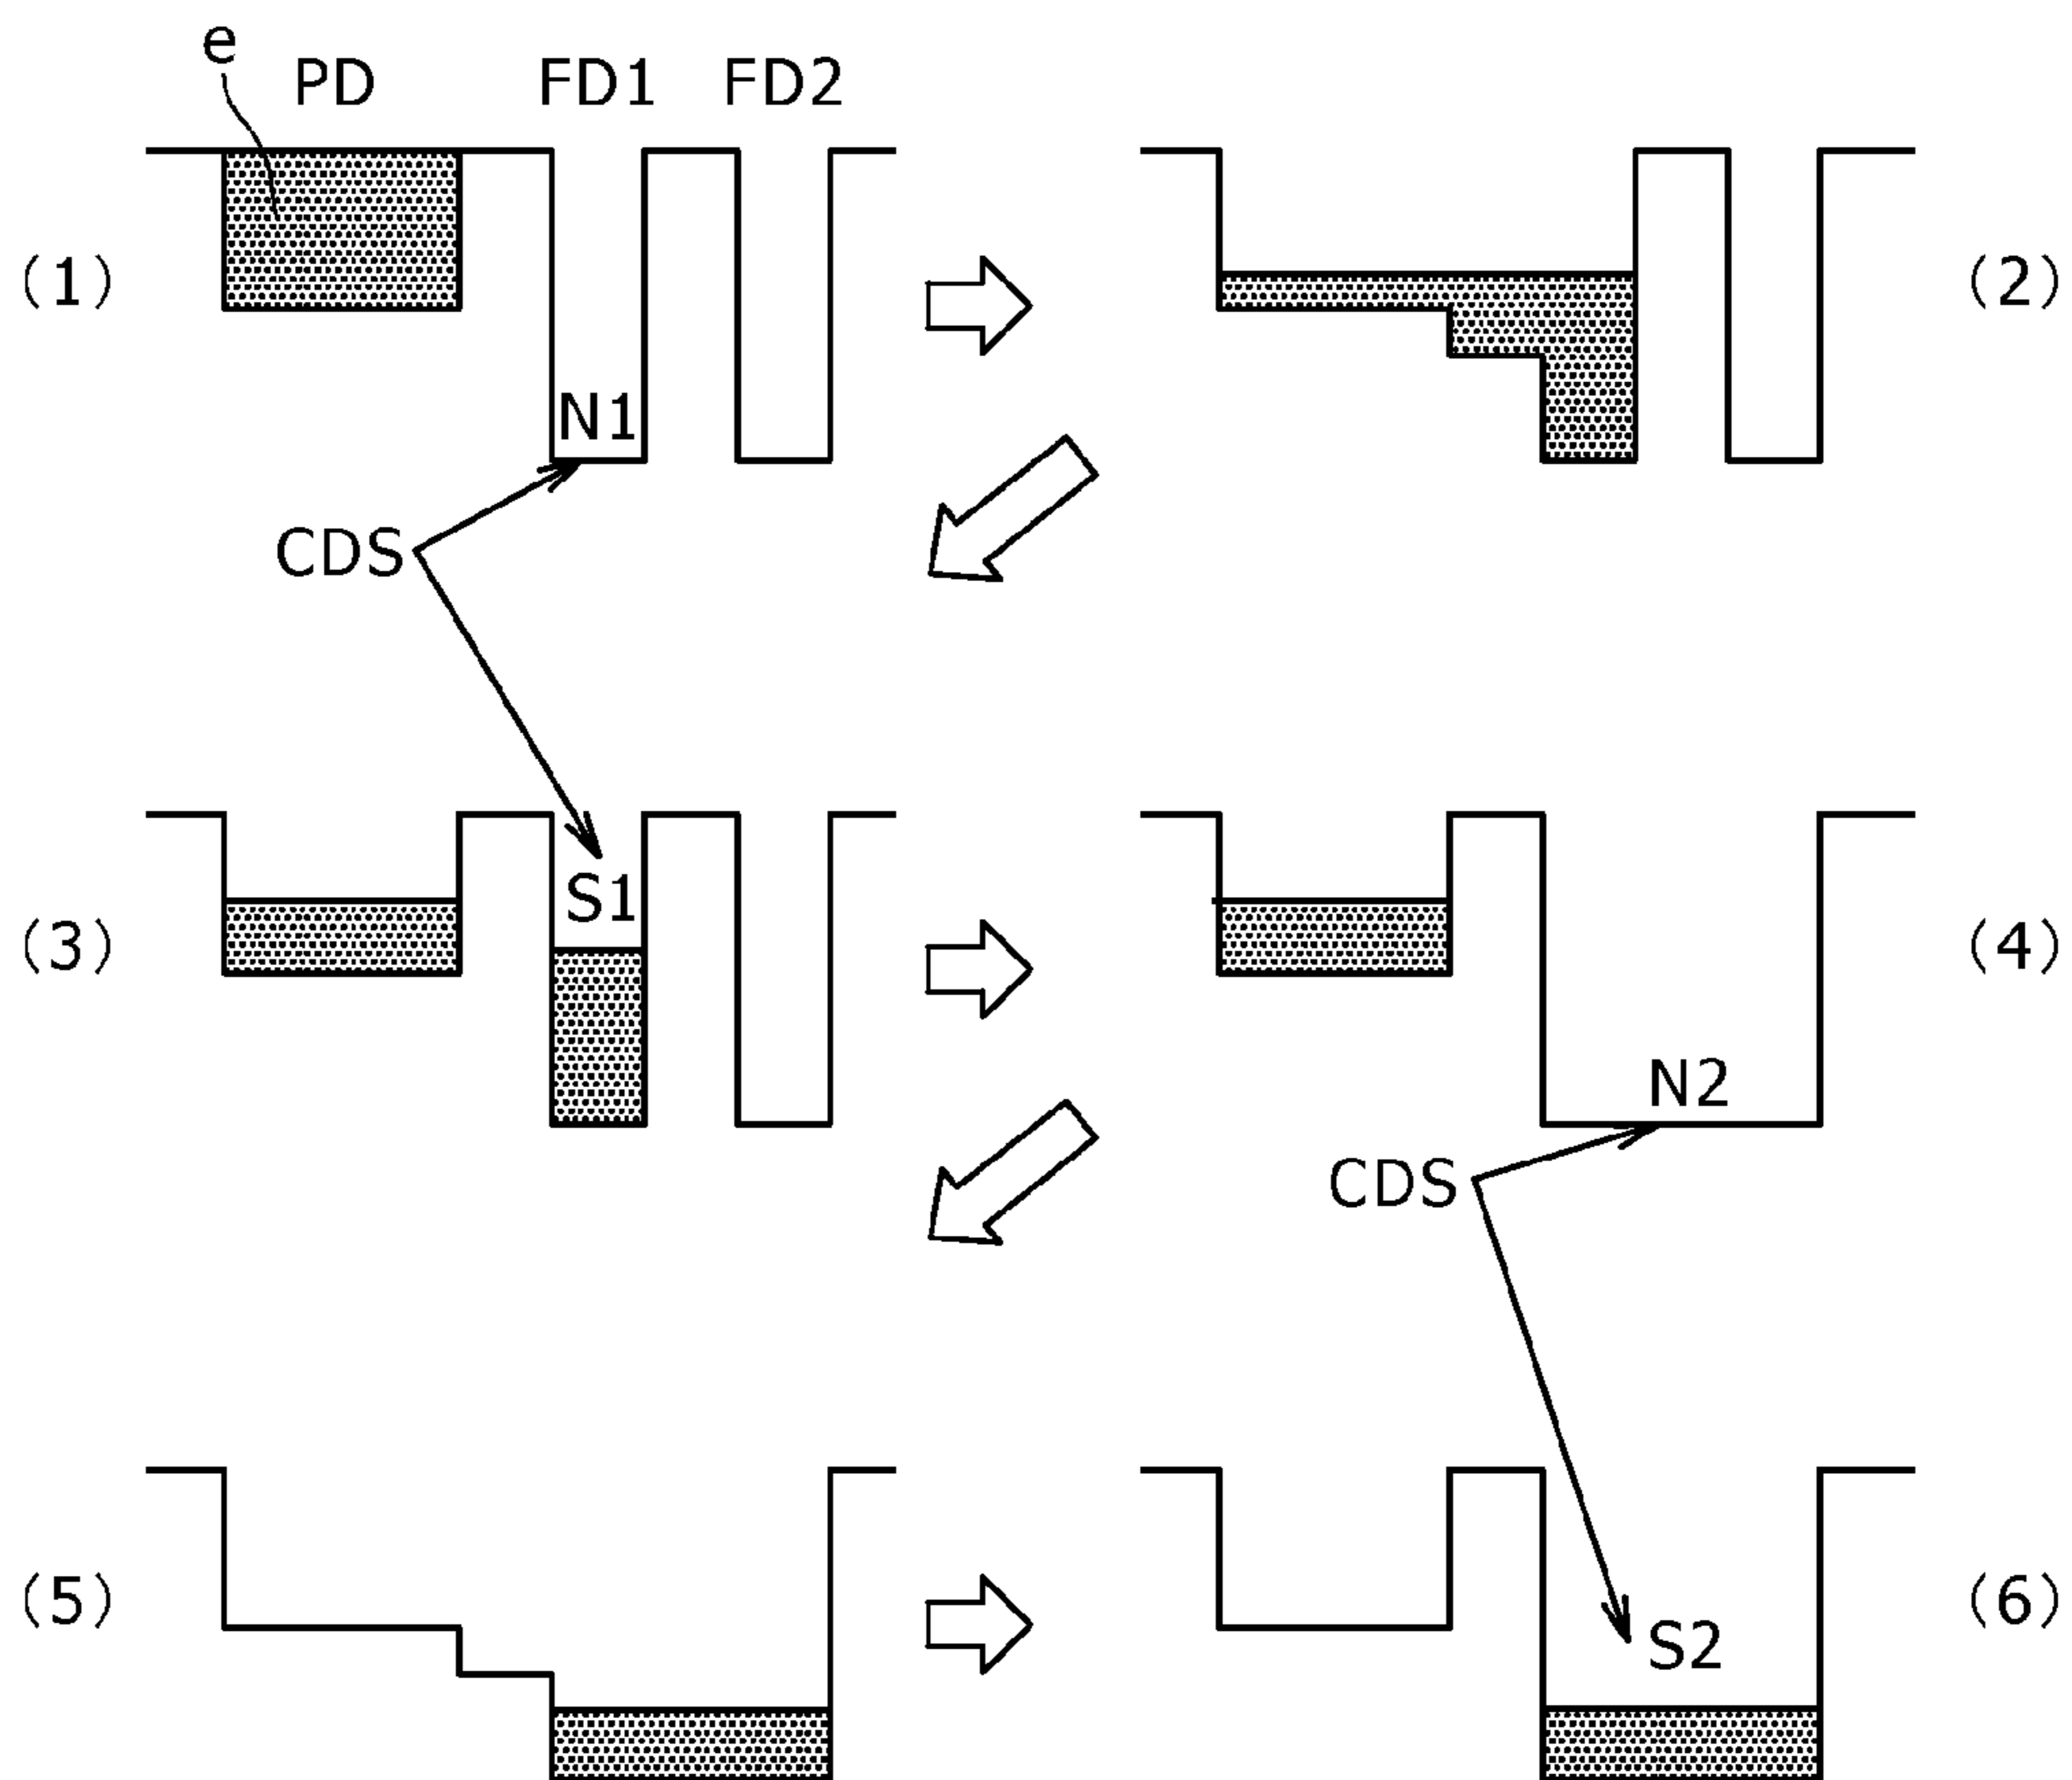 e
PD FD1 FD2
(1) (2)
N1
CDS
S1
(3) (4)
N2
CDS
(5) (6)
S2